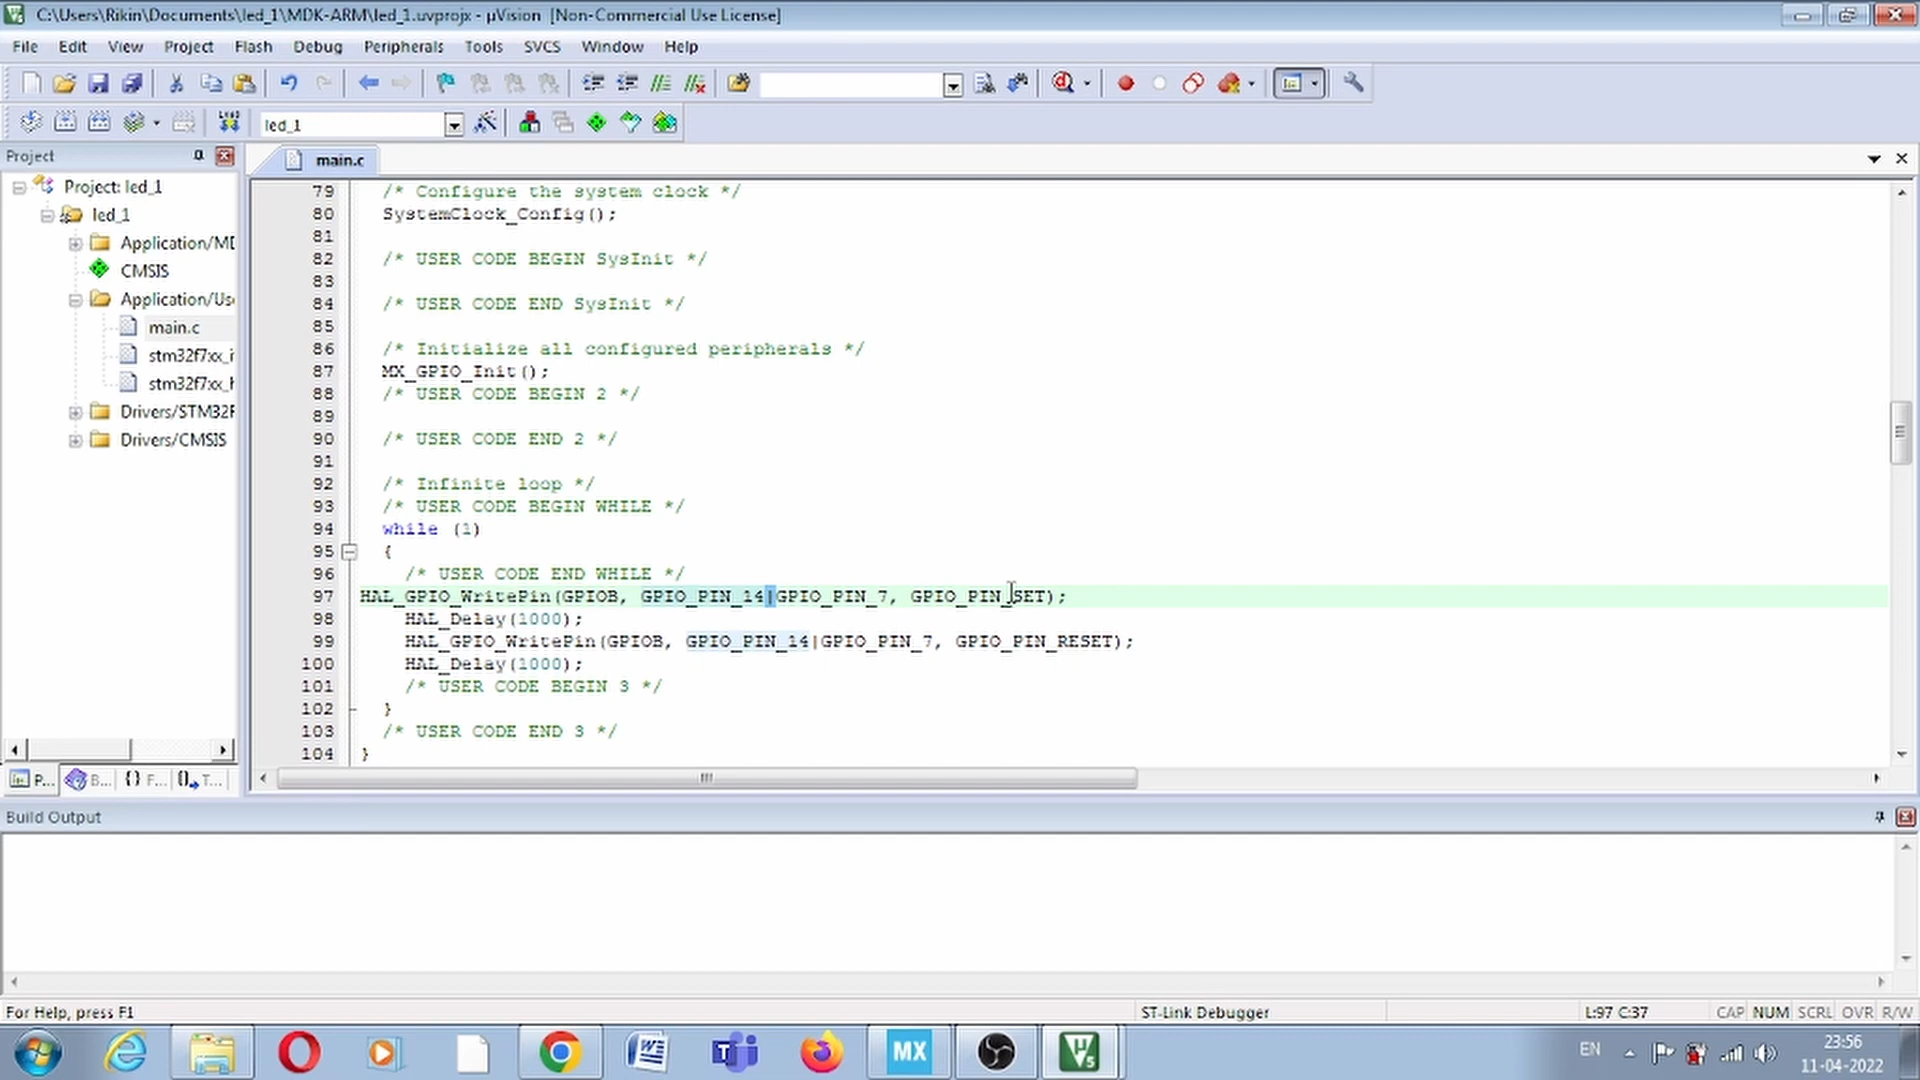 C:\Users\Rikin\Documents\led_1\MDK-ARM\led_1.uvprojx - µVision [Non-Commercial Use License]
File Edit View Project Flash Debug Peripherals Tools SVCS Window Help
led_1
Project
main.c
Project: led_1
led_1
Application/MD
CMSIS
Application/Use
main.c
stm32f7xx_i
stm32f7xx_h
Drivers/STM32F
Drivers/CMSIS
79 /* Configure the system clock */
80 SystemClock_Config();
81
82 /* USER CODE BEGIN SysInit */
83
84 /* USER CODE END SysInit */
85
86 /* Initialize all configured peripherals */
87 MX_GPIO_Init();
88 /* USER CODE BEGIN 2 */
89
90 /* USER CODE END 2 */
91
92 /* Infinite loop */
93 /* USER CODE BEGIN WHILE */
94 while (1)
95 {
96 /* USER CODE END WHILE */
97 HAL_GPIO_WritePin(GPIOB, GPIO_PIN_14|GPIO_PIN_7, GPIO_PIN_SET);
98 HAL_Delay(1000);
99 HAL_GPIO_WritePin(GPIOB, GPIO_PIN_14|GPIO_PIN_7, GPIO_PIN_RESET);
100 HAL_Delay(1000);
101 /* USER CODE BEGIN 3 */
102 }
103 /* USER CODE END 3 */
104 }
P... B... {} F... T...
Build Output
For Help, press F1 ST-Link Debugger L:97 C:37 CAP NUM SCRL OVR R/W
MX
EN
23:56
11-04-2022